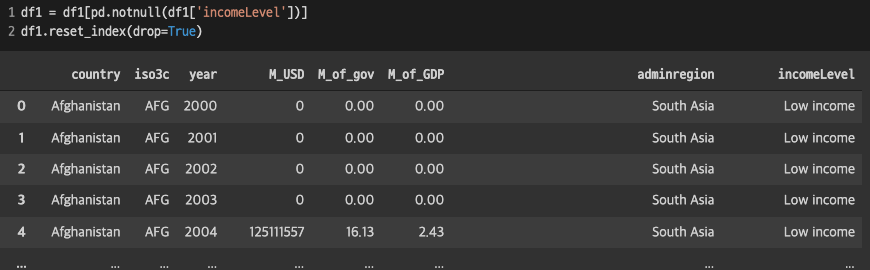 1 df1 = df1[pd.notnull(df1['incomeLevel'])]
2 df1.reset_index(drop=True)
country iso3c year M_USD M_of_gov M_of_GDP adminregion incomeLevel
0 Afghanistan AFG 2000 0 0.00 0.00 South Asia Low income
1 Afghanistan AFG 2001 0 0.00 0.00 South Asia Low income
2 Afghanistan AFG 2002 0 0.00 0.00 South Asia Low income
3 Afghanistan AFG 2003 0 0.00 0.00 South Asia Low income
4 Afghanistan AFG 2004 125111557 16.13 2.43 South Asia Low income
... ... ... ... ... ... ... ... ...